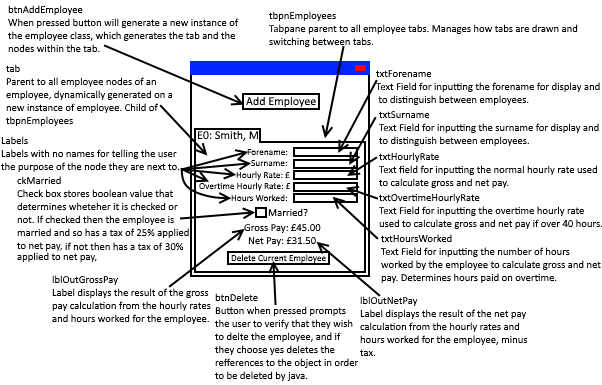 btnAddEmployee
When pressed button will generate a new instance of
the employee class, which generates the tab and the
nodes within the tab.
tbpnEmployees
Tabpane parent to all employee tabs. Manages how tabs are drawn and
switching between tabs.
tab
Parent to all employee nodes of an
employee, dynamically generated on a
new instance of employee. Child of
tbpnEmployees
Labels
Labels with no names for telling the user
the purpose of the node they are next to.
ckMarried
Check box stores boolean value that
determines whetheher it is checked or
not. If checked then the employee is
married and so has a tax of 25% applied
to net pay, if not then has a tax of 30%
applied to net pay,
Add Employee
E0: Smith, M
Forename:
Surname:
Hourly Rate: £
Overtime Hourly Rate: £
Hours Worked:
Married?
Gross Pay: £45.00
Net Pay: £31.50
Delete Current Employee
txtForename
Text Field for inputting the forename for display and
to distinguish between employees.
txtSurname
Text Field for inputting the surname for display and
to distinguish between employees.
txtHourlyRate
Text field for inputting the normal hourly rate used
to calculate gross and net pay.
txtOvertimeHourlyRate
Text Field for inputting the overtime hourly rate
used to calculate gross and net pay if over 40 hours.
txtHoursWorked
Text Field for inputting the number of hours
worked by the employee to calculate gross and net
pay. Determines hours paid on overtime.
lblOutGrossPay
Label displays the result of the gross
pay calculation from the hourly rates
and hours worked for the employee.
btnDelete
Button when pressed prompts
the user to verify that they wish
to delte the employee, and if
they choose yes deletes the
refferences to the object in order
to be deleted by java.
lblOutNetPay
Label displays the result of the net pay
calculation from the hourly rates and
hours worked for the employee, minus
tax.